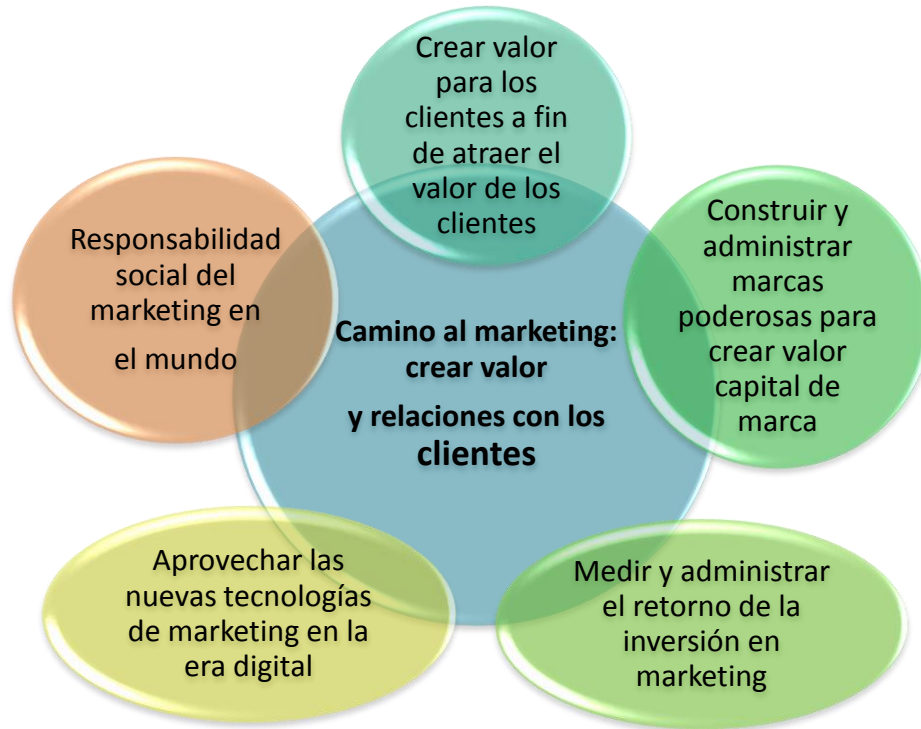 Crear valor
para los
clientes a fin
de atraer el
valor de los
clientes
Construir y
administrar
marcas
poderosas para
crear valor
capital de
marca
Responsabilidad
social del
marketing en
el mundo
Camino al marketing:
crear valor
y relaciones con los
clientes
Aprovechar las
nuevas tecnologías
de marketing en la
era digital
Medir y administrar
el retorno de la
inversión en
marketing